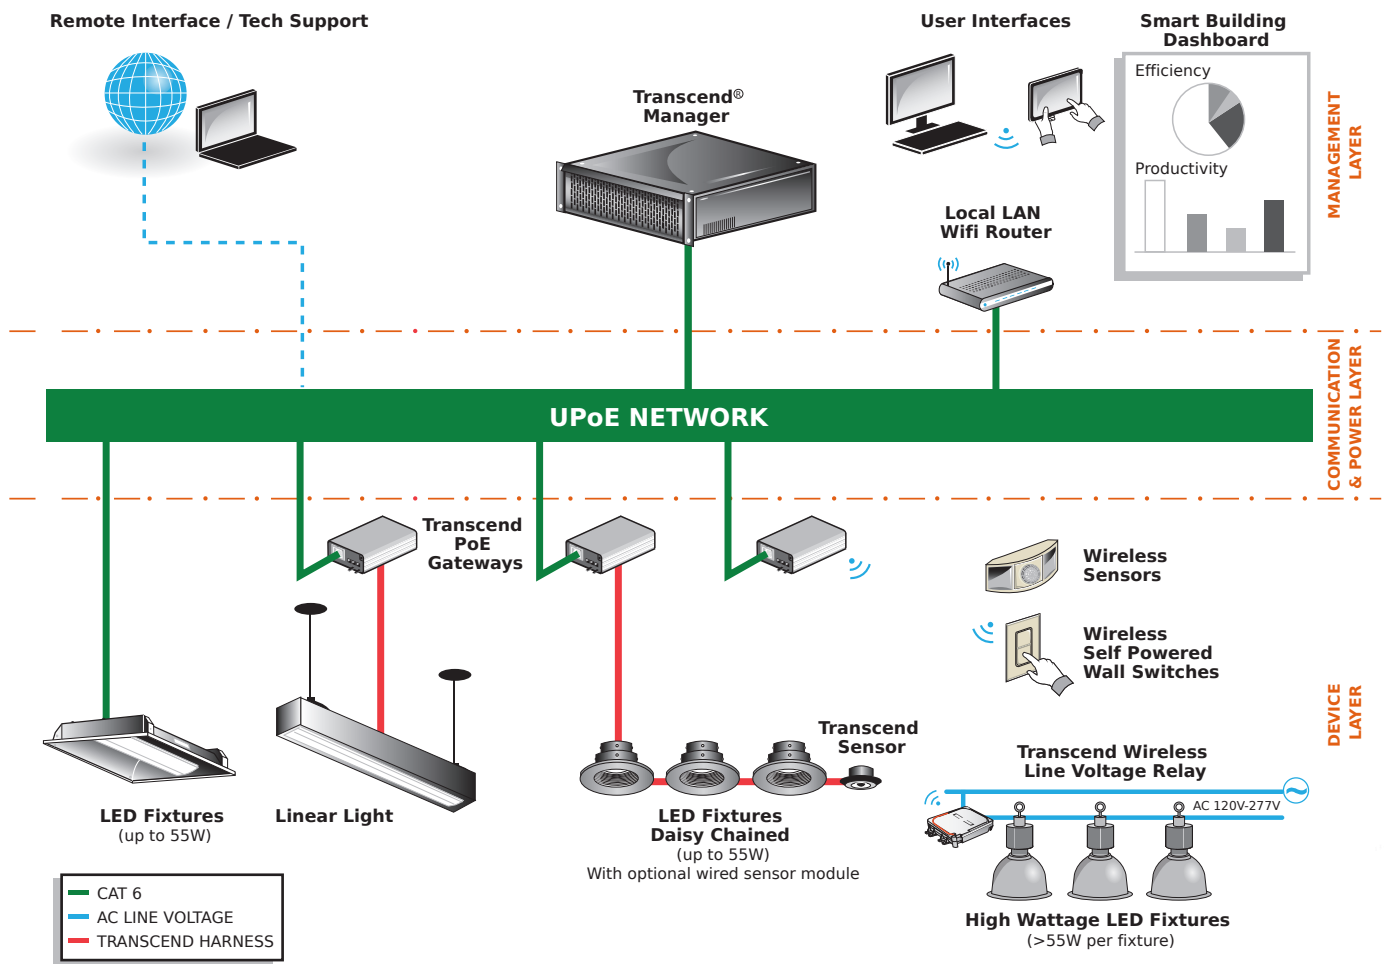 Remote Interface / Tech Support
User Interfaces
Smart Building
Dashboard
Efficiency
Productivity
Transcend®
Manager
Local LAN
Wifi Router
MANAGEMENT
LAYER
COMMUNICATION
& POWER LAYER
UPoE NETWORK
Transcend
PoE
Gateways
Wireless
Sensors
Wireless
Self Powered
Wall Switches
DEVICE
LAYER
Transcend
Sensor
Transcend Wireless
Line Voltage Relay
AC 120V-277V
LED Fixtures
(up to 55W)
Linear Light
LED Fixtures
Daisy Chained
(up to 55W)
With optional wired sensor module
High Wattage LED Fixtures
(>55W per fixture)
CAT 6
AC LINE VOLTAGE
TRANSCEND HARNESS